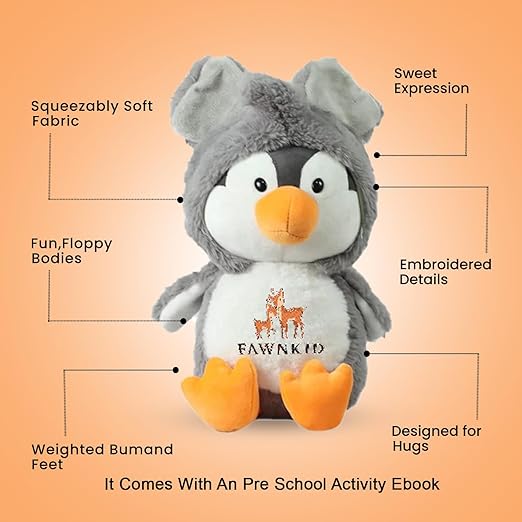 Sweet
Expression
Squeezably Soft
Fabric
Fun,Floppy
Bodies
Embroidered
Details
FAWNKID
Weighted Bumand
Feet
Designed for
Hugs
It Comes With An Pre School Activity Ebook